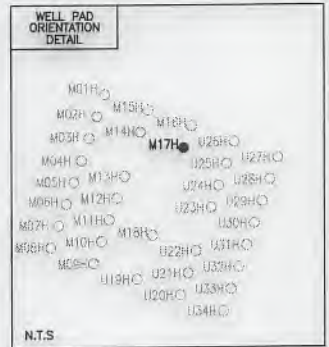 WELL PAD
ORIENTATION
DETAIL
M01H
M02H
M15H
M16H
M03H
M14H
M17H
U26H
M04H
U25H
U27H
M05H
M13H
U24H
U28H
M06H
M12H
U23H
U29H
M07H
M11H
U30H
M08H
M10H
M18H
U22H
U31H
M09H
U19H
U21H
U32H
U20H
U33H
U34H
N.T.S